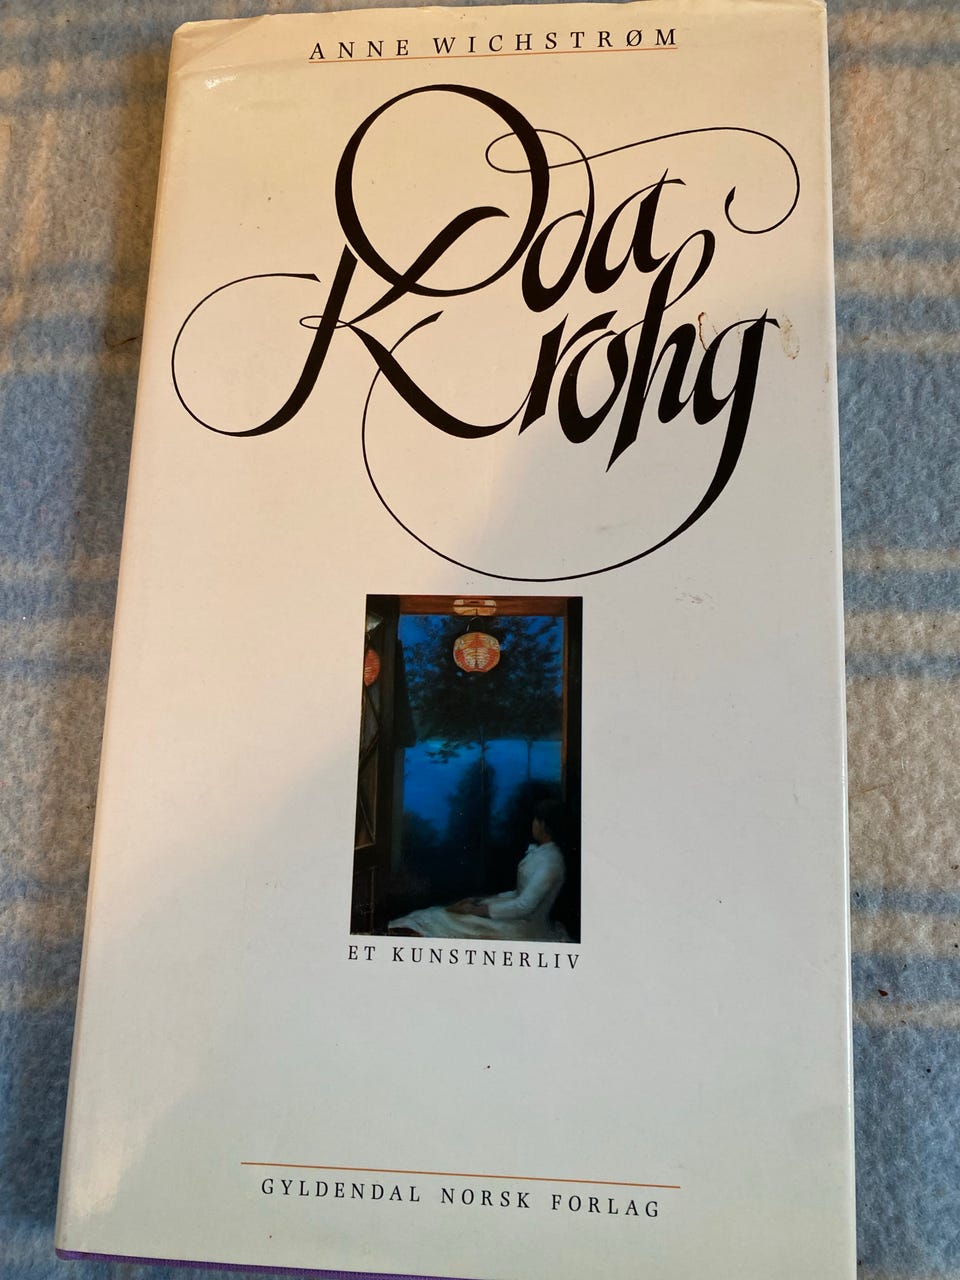 ANNE WICHSTRØM
Oda
Krohg
ET KUNSTNERLIV
GYLDENDAL NORSK FORLAG